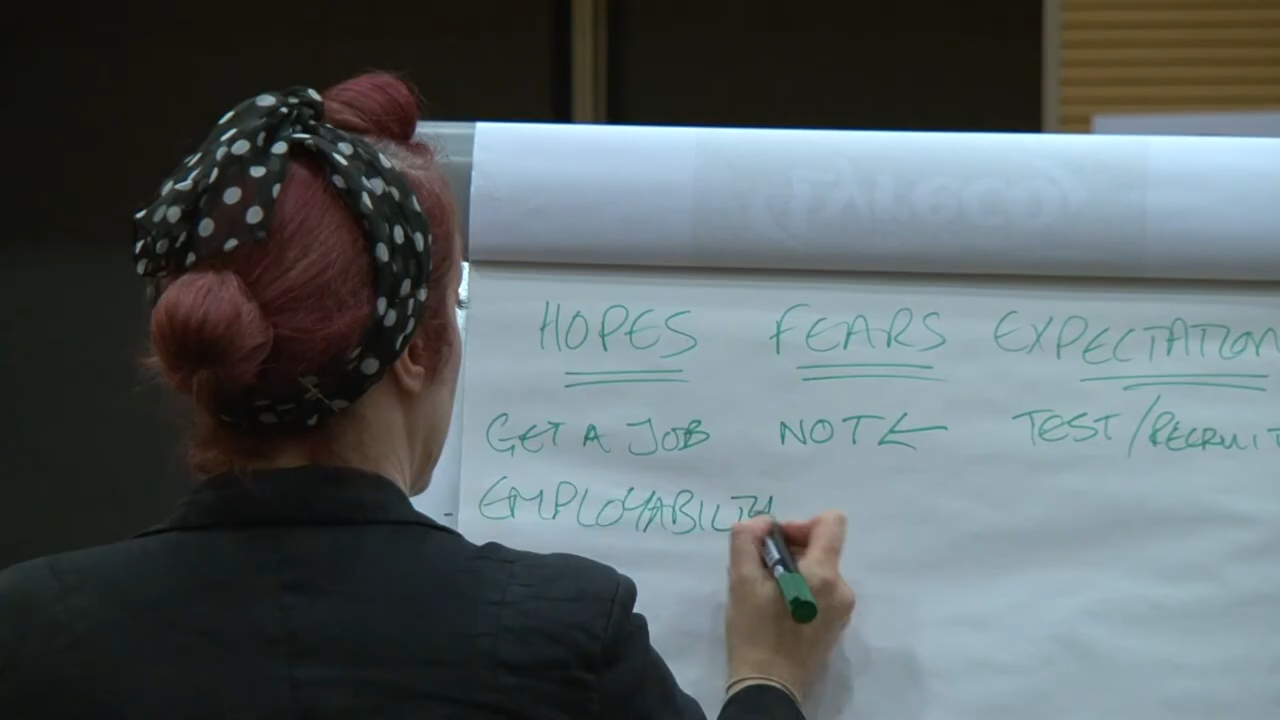 HOPES FEARS EXPECTATION
GET A JOB NOT ← TEST/RECRUIT
EMPLOYABILITY